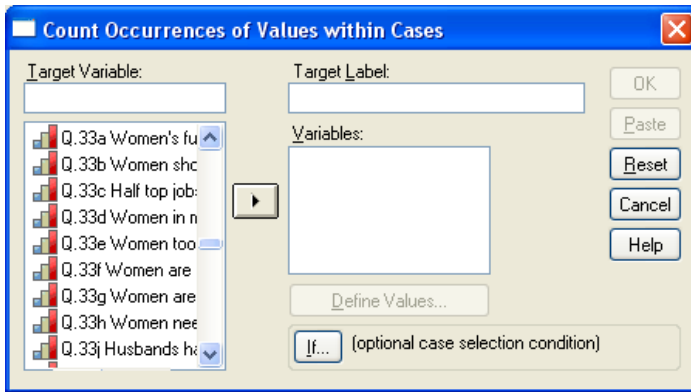 Count Occurrences of Values within Cases
Target Variable:
Target Label:
Q.33a Women's fu
Q.33b Women sho
Q.33c Half top job
Q.33d Women in
Q.33e Women too
Q.33f Women are
Q.33g Women are
Q.33h Women nee
Q.33j Husbands ha
Variables:
Define Values...
If... (optional case selection condition)
OK
Paste
Reset
Cancel
Help